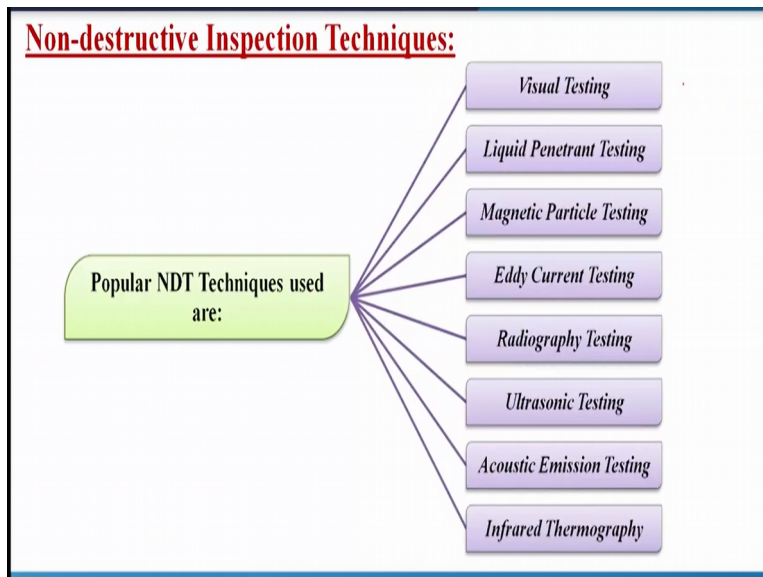 Non-destructive Inspection Techniques:
Popular NDT Techniques used
are:
Visual Testing
Liquid Penetrant Testing
Magnetic Particle Testing
Eddy Current Testing
Radiography Testing
Ultrasonic Testing
Acoustic Emission Testing
Infrared Thermography